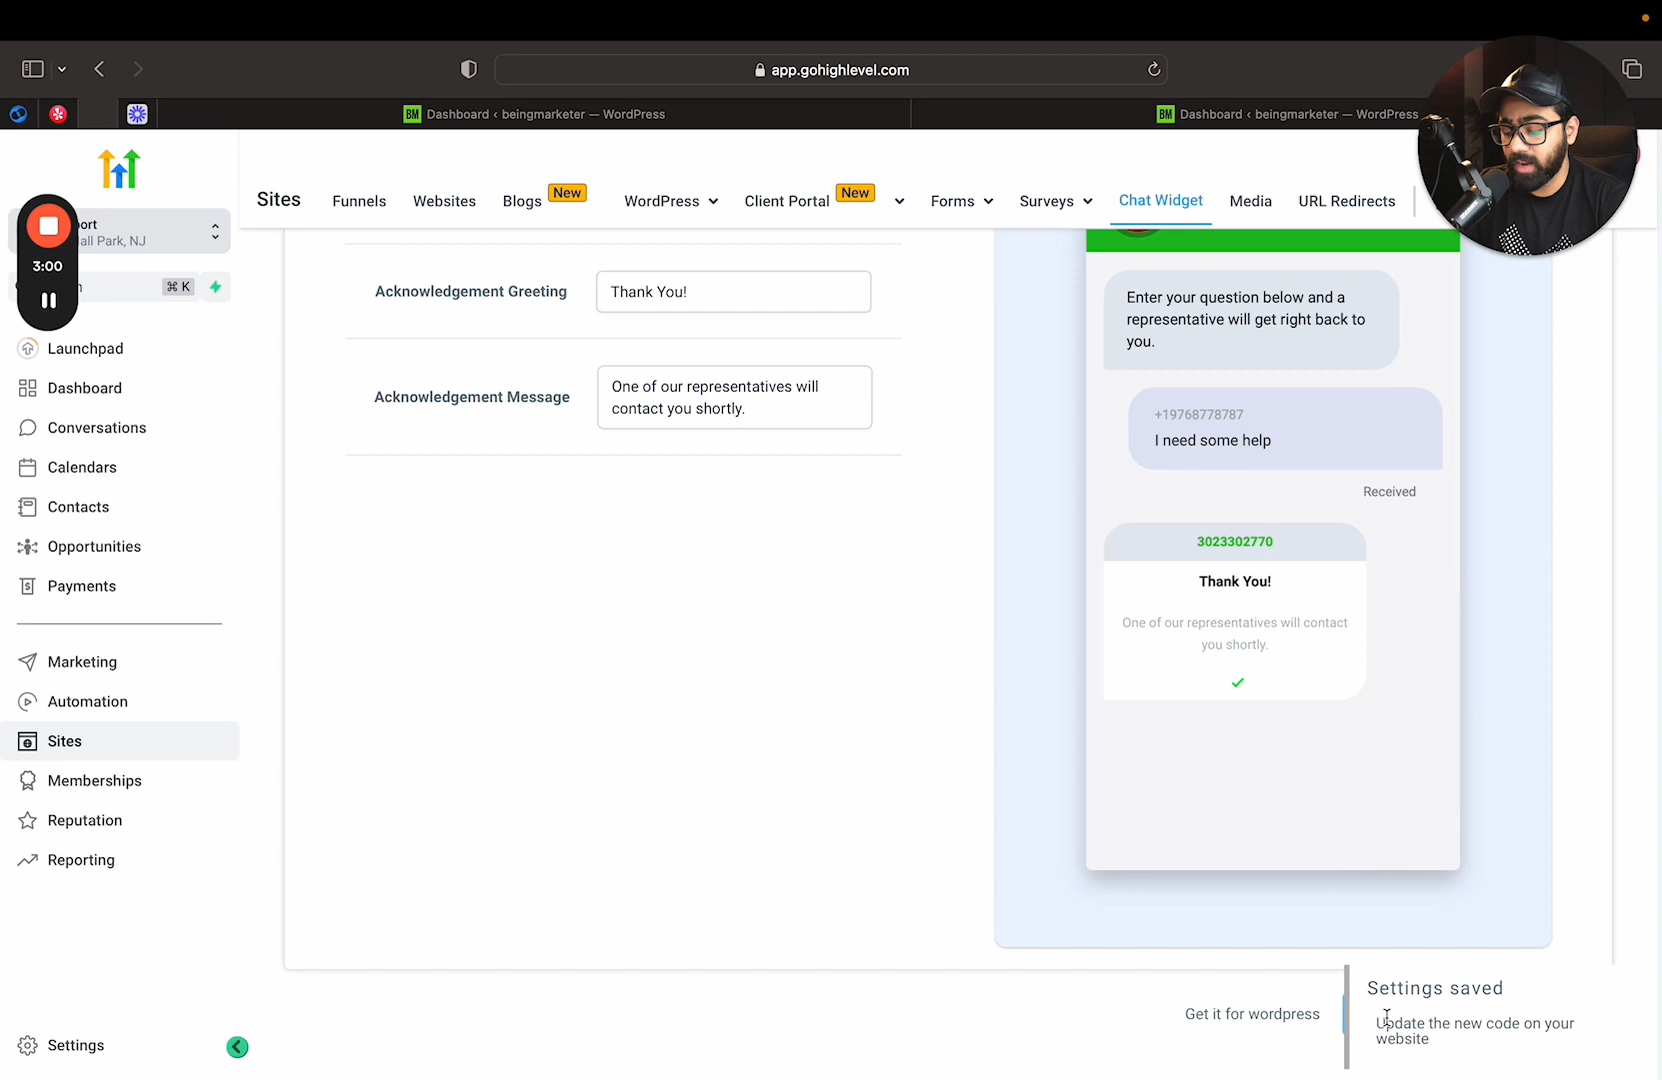 app.gohighlevel.com
BM Dashboard ‹ beingmarketer — WordPress
BM Dashboard ‹ beingmarketer — WordPress
ort
all Park, NJ
3:00
⌘ K
Launchpad
Dashboard
Conversations
Calendars
Contacts
Opportunities
Payments
Marketing
Automation
Sites
Memberships
Reputation
Reporting
Settings
Sites
Funnels
Websites
Blogs New
WordPress
Client Portal New
Forms
Surveys
Chat Widget
Media
URL Redirects
Acknowledgement Greeting
Thank You!
Acknowledgement Message
One of our representatives will
contact you shortly.
Enter your question below and a
representative will get right back to
you.
+19768778787
I need some help
Received
3023302770
Thank You!
One of our representatives will contact
you shortly.
Get it for wordpress
Settings saved
Update the new code on your
website